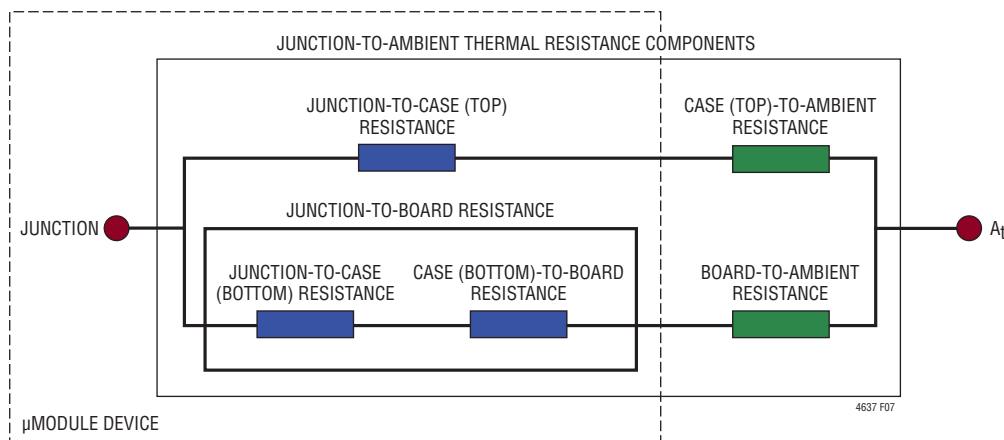 JUNCTION-TO-AMBIENT THERMAL RESISTANCE COMPONENTS
JUNCTION-TO-CASE (TOP)
RESISTANCE
CASE (TOP)-TO-AMBIENT
RESISTANCE
JUNCTION-TO-BOARD RESISTANCE
JUNCTION
At
JUNCTION-TO-CASE
(BOTTOM) RESISTANCE
CASE (BOTTOM)-TO-BOARD
RESISTANCE
BOARD-TO-AMBIENT
RESISTANCE
4637 F07
µMODULE DEVICE